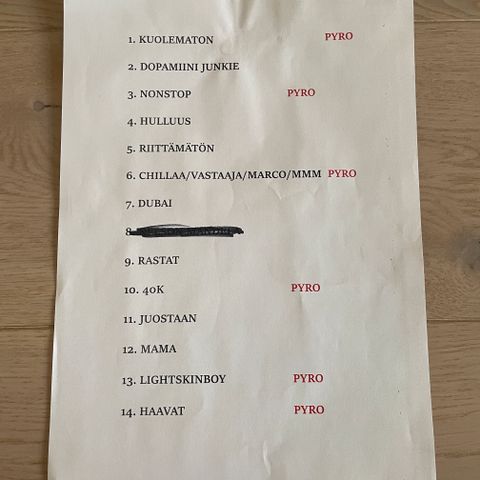 1. KUOLEMATON PYRO
2. DOPAMIINI JUNKIE
3. NONSTOP PYRO
4. HULLUUS
5. RIITTÄMÄTÖN
6. CHILLAA/VASTAAJA/MARCO/MMM PYRO
7. DUBAI
8
9. RASTAT
10. 40K PYRO
11. JUOSTAAN
12. MAMA
13. LIGHTSKINBOY PYRO
14. HAAVAT PYRO